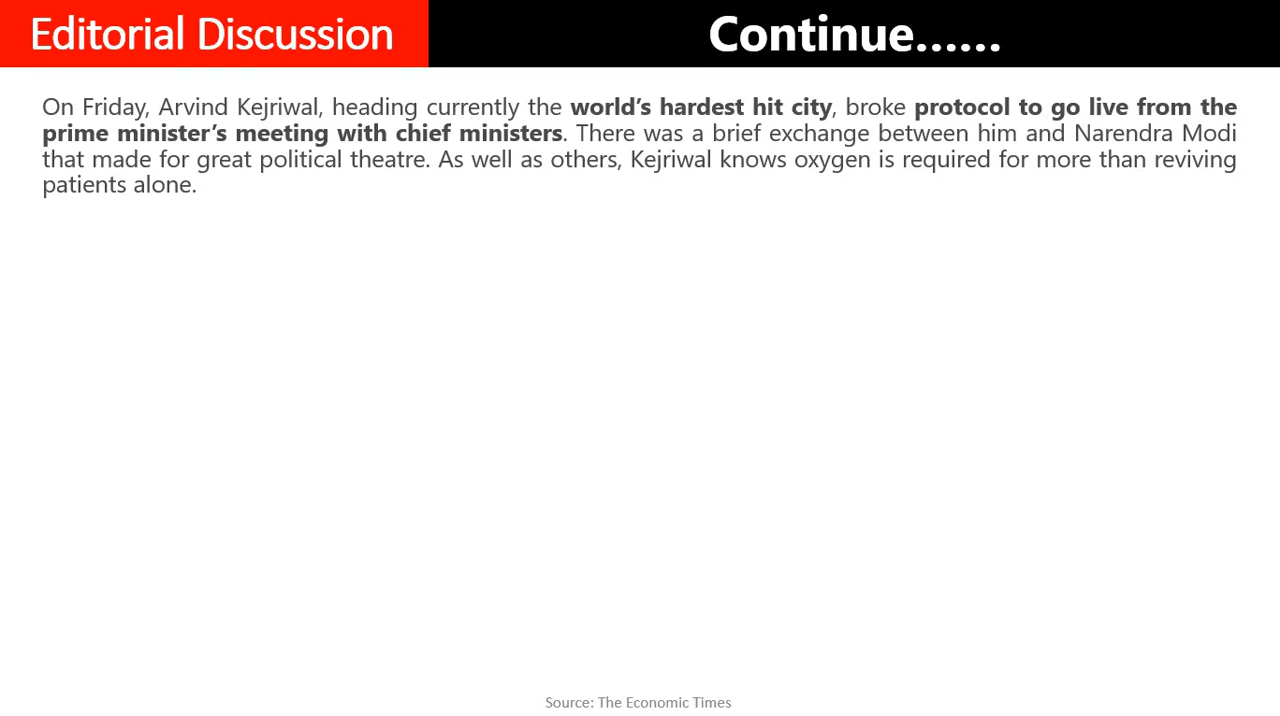 Editorial Discussion
Continue......
On Friday, Arvind Kejriwal, heading currently the world's hardest hit city, broke protocol to go live from the
prime minister's meeting with chief ministers. There was a brief exchange between him and Narendra Modi
that made for great political theatre. As well as others, Kejriwal knows oxygen is required for more than reviving
patients alone.
Source: The Economic Times